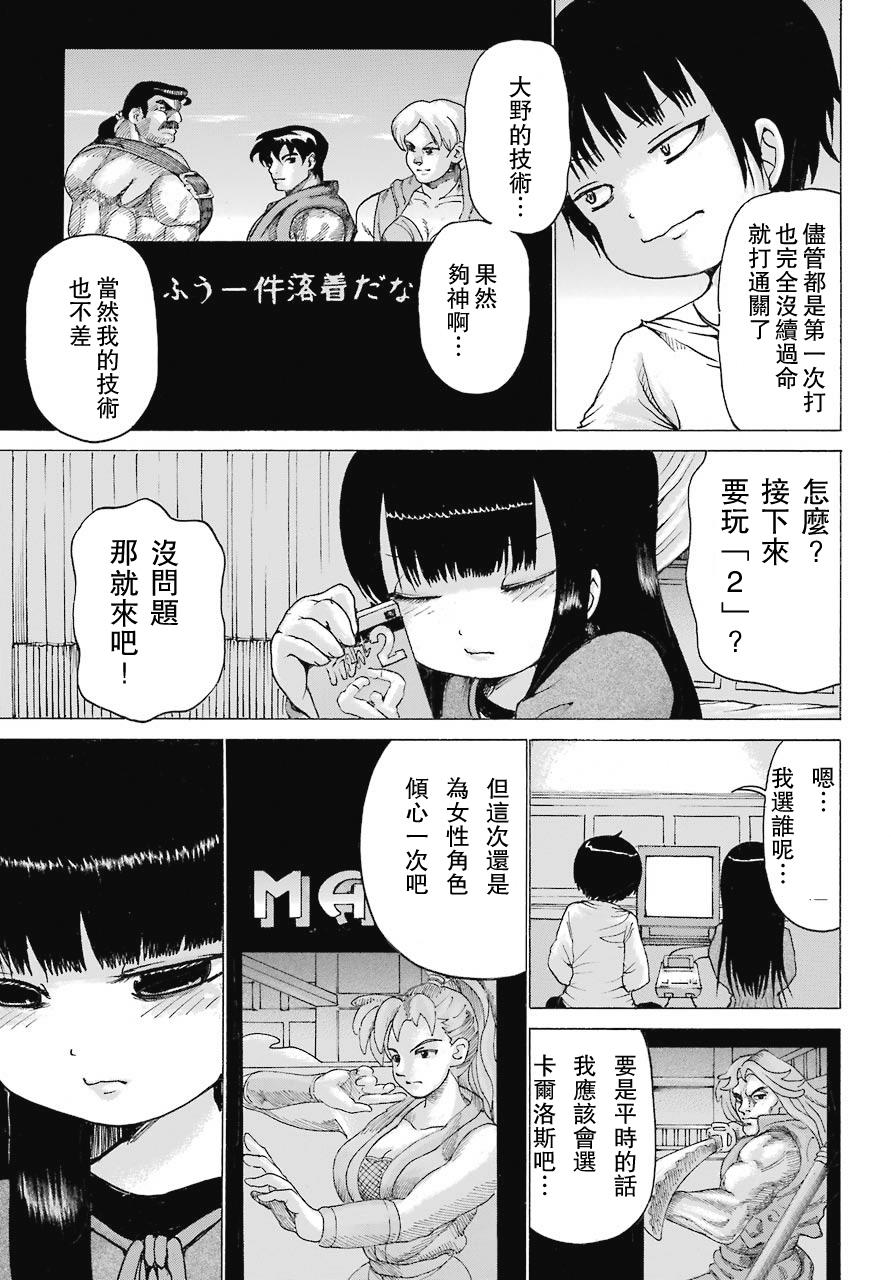 儘管都是第一次打
也完全沒續過命
就打通關了
大野的技術…
果然
夠神啊…
ふう一件落着だな
當然我的技術
也不差
怎麼？
接下來
要玩「2」？
2
沒問題
那就來吧！
嗯…
我選誰呢…
要是平時的話
我應該會選
卡爾洛斯吧…
但這次還是
為女性角色
傾心一次吧
MA